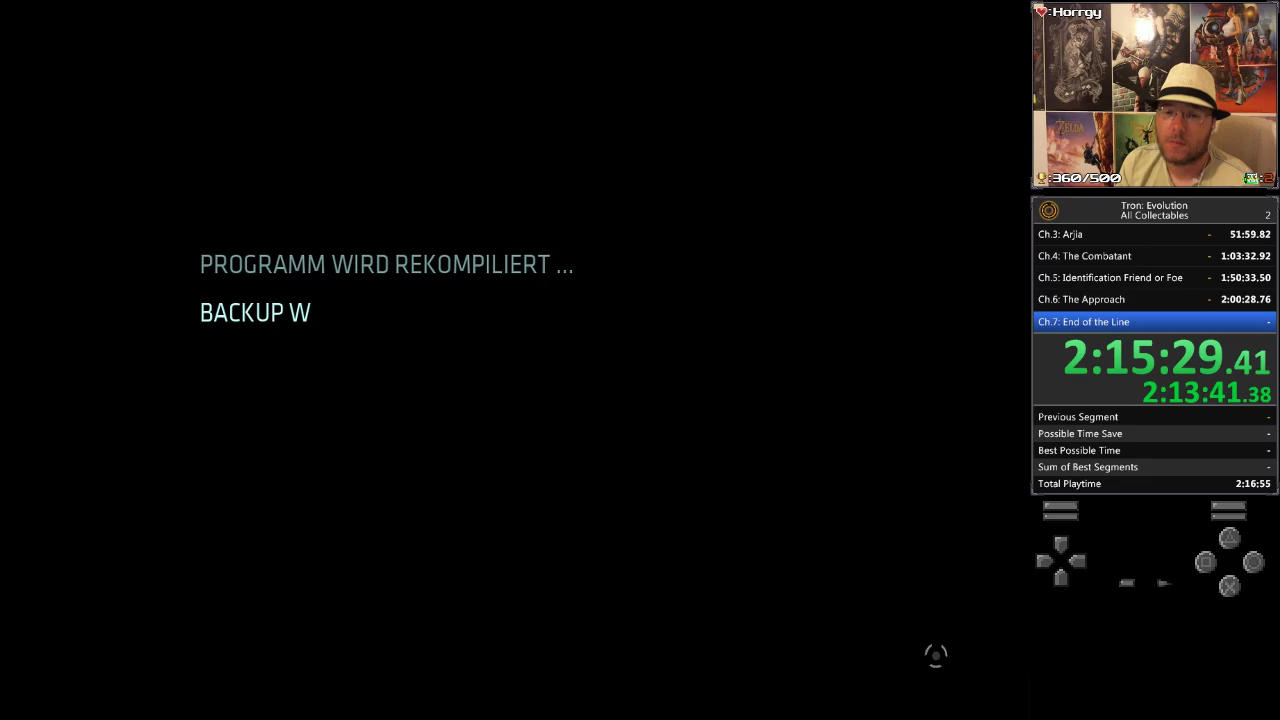 ♥:Horrgy
ZELDA
🏆:360/500
:2
Tron: Evolution
All Collectables
2
Ch.3: Arjia - 51:59.82
Ch.4: The Combatant - 1:03:32.92
Ch.5: Identification Friend or Foe - 1:50:33.50
Ch.6: The Approach - 2:00:28.76
Ch.7: End of the Line -
2:15:29.41
2:13:41.38
Previous Segment -
Possible Time Save -
Best Possible Time -
Sum of Best Segments -
Total Playtime 2:16:55
PROGRAMM WIRD REKOMPILIERT ...
BACKUP W